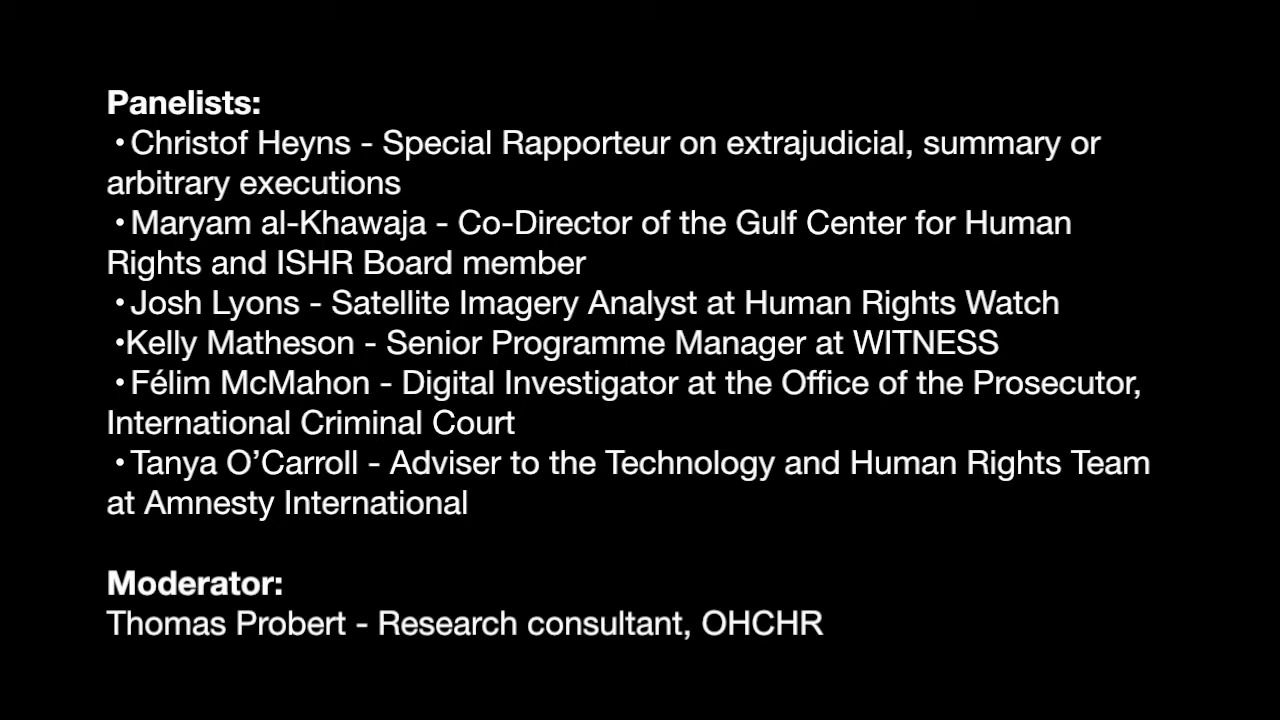 Panelists:
•Christof Heyns - Special Rapporteur on extrajudicial, summary or
arbitrary executions
•Maryam al-Khawaja - Co-Director of the Gulf Center for Human
Rights and ISHR Board member
•Josh Lyons - Satellite Imagery Analyst at Human Rights Watch
•Kelly Matheson - Senior Programme Manager at WITNESS
•Félim McMahon - Digital Investigator at the Office of the Prosecutor,
International Criminal Court
•Tanya O’Carroll - Adviser to the Technology and Human Rights Team
at Amnesty International
Moderator:
Thomas Probert - Research consultant, OHCHR